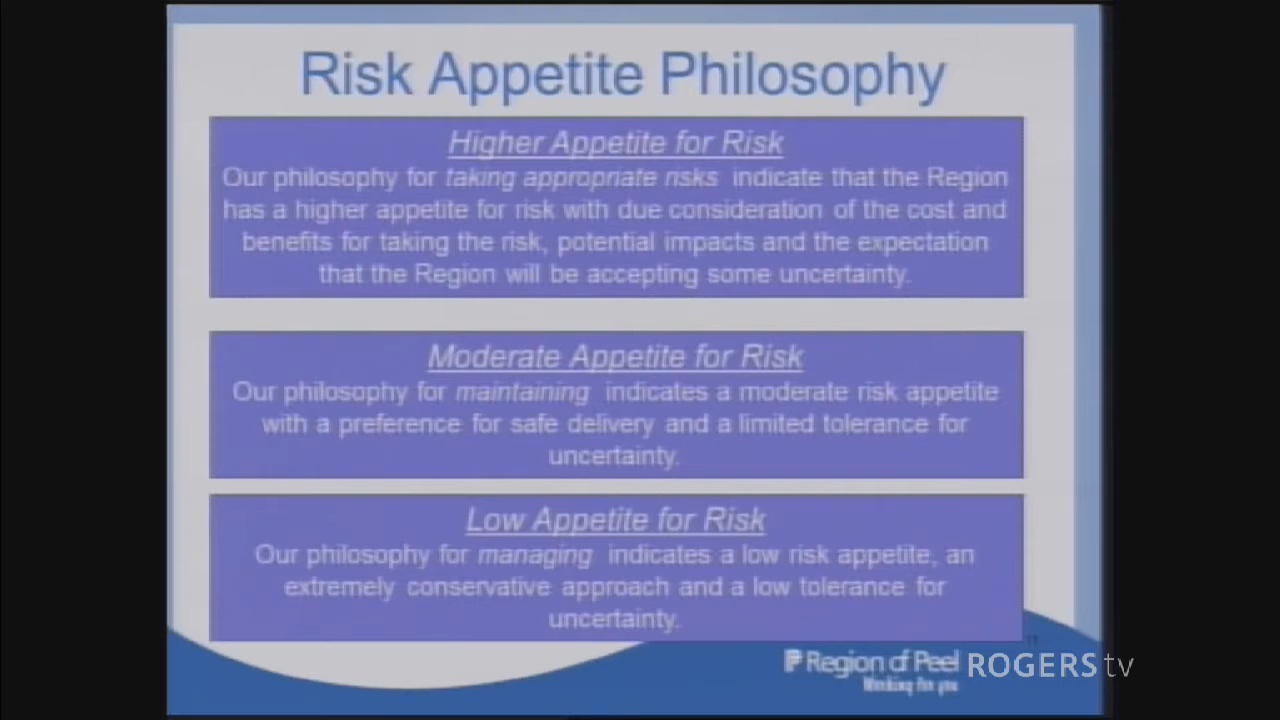 Risk Appetite Philosophy
Higher Appetite for Risk
Our philosophy for taking appropriate risks indicate that the Region
has a higher appetite for risk with due consideration of the cost and
benefits for taking the risk, potential impacts and the expectation
that the Region will be accepting some uncertainty.
Moderate Appetite for Risk
Our philosophy for maintaining indicates a moderate risk appetite
with a preference for safe delivery and a limited tolerance for
uncertainty.
Low Appetite for Risk
Our philosophy for managing indicates a low risk appetite, an
extremely conservative approach and a low tolerance for
uncertainty.
Region of Peel
Working for you
ROGERS tv